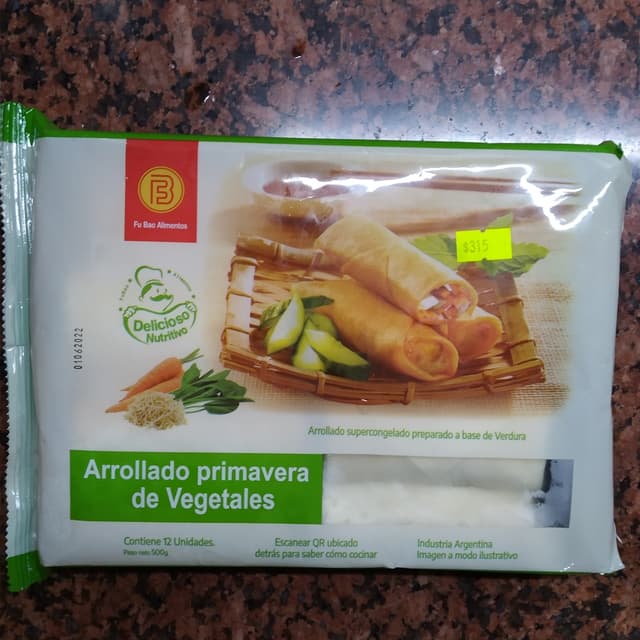 FB
Fu Bao Alimentos
$315
Delicioso
Nutritivo
01062022
Arrollado supercongelado preparado a base de Verdura
Arrollado primavera
de Vegetales
Contiene 12 Unidades.
Peso neto 500g
Escanear QR ubicado
detrás para saber cómo cocinar
Industria Argentina
Imagen a modo ilustrativo